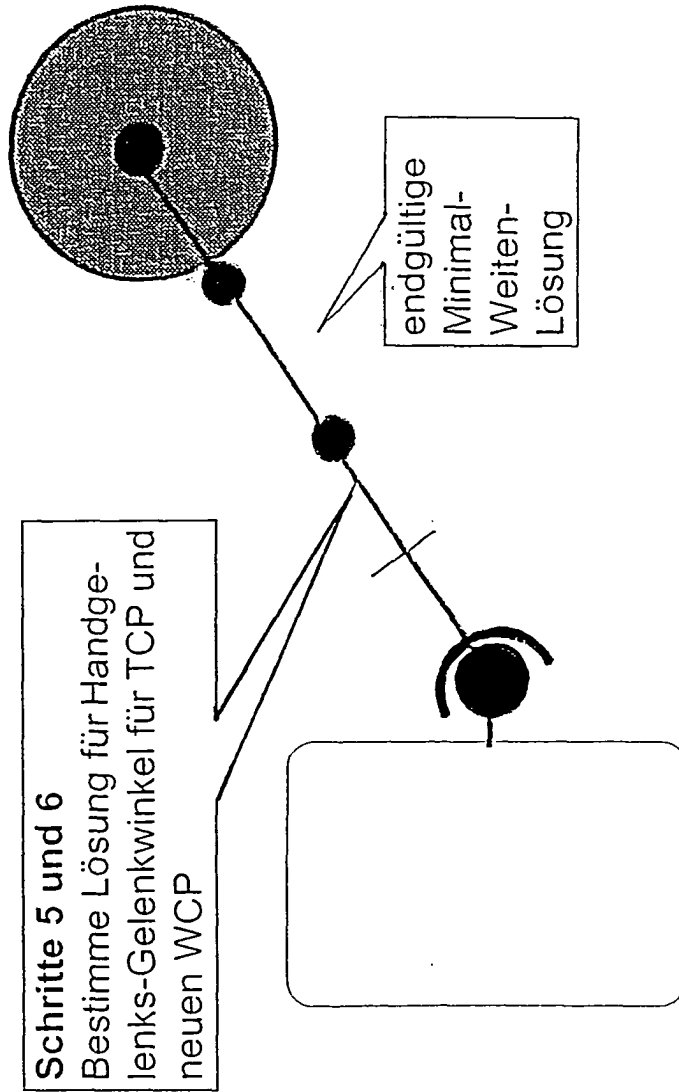 Schritte 5 und 6
Bestimme Lösung für Handge-
lenks-Gelenkwinkel für TCP und
neuen WCP
endgültige
Minimal-
Weiten-
Lösung